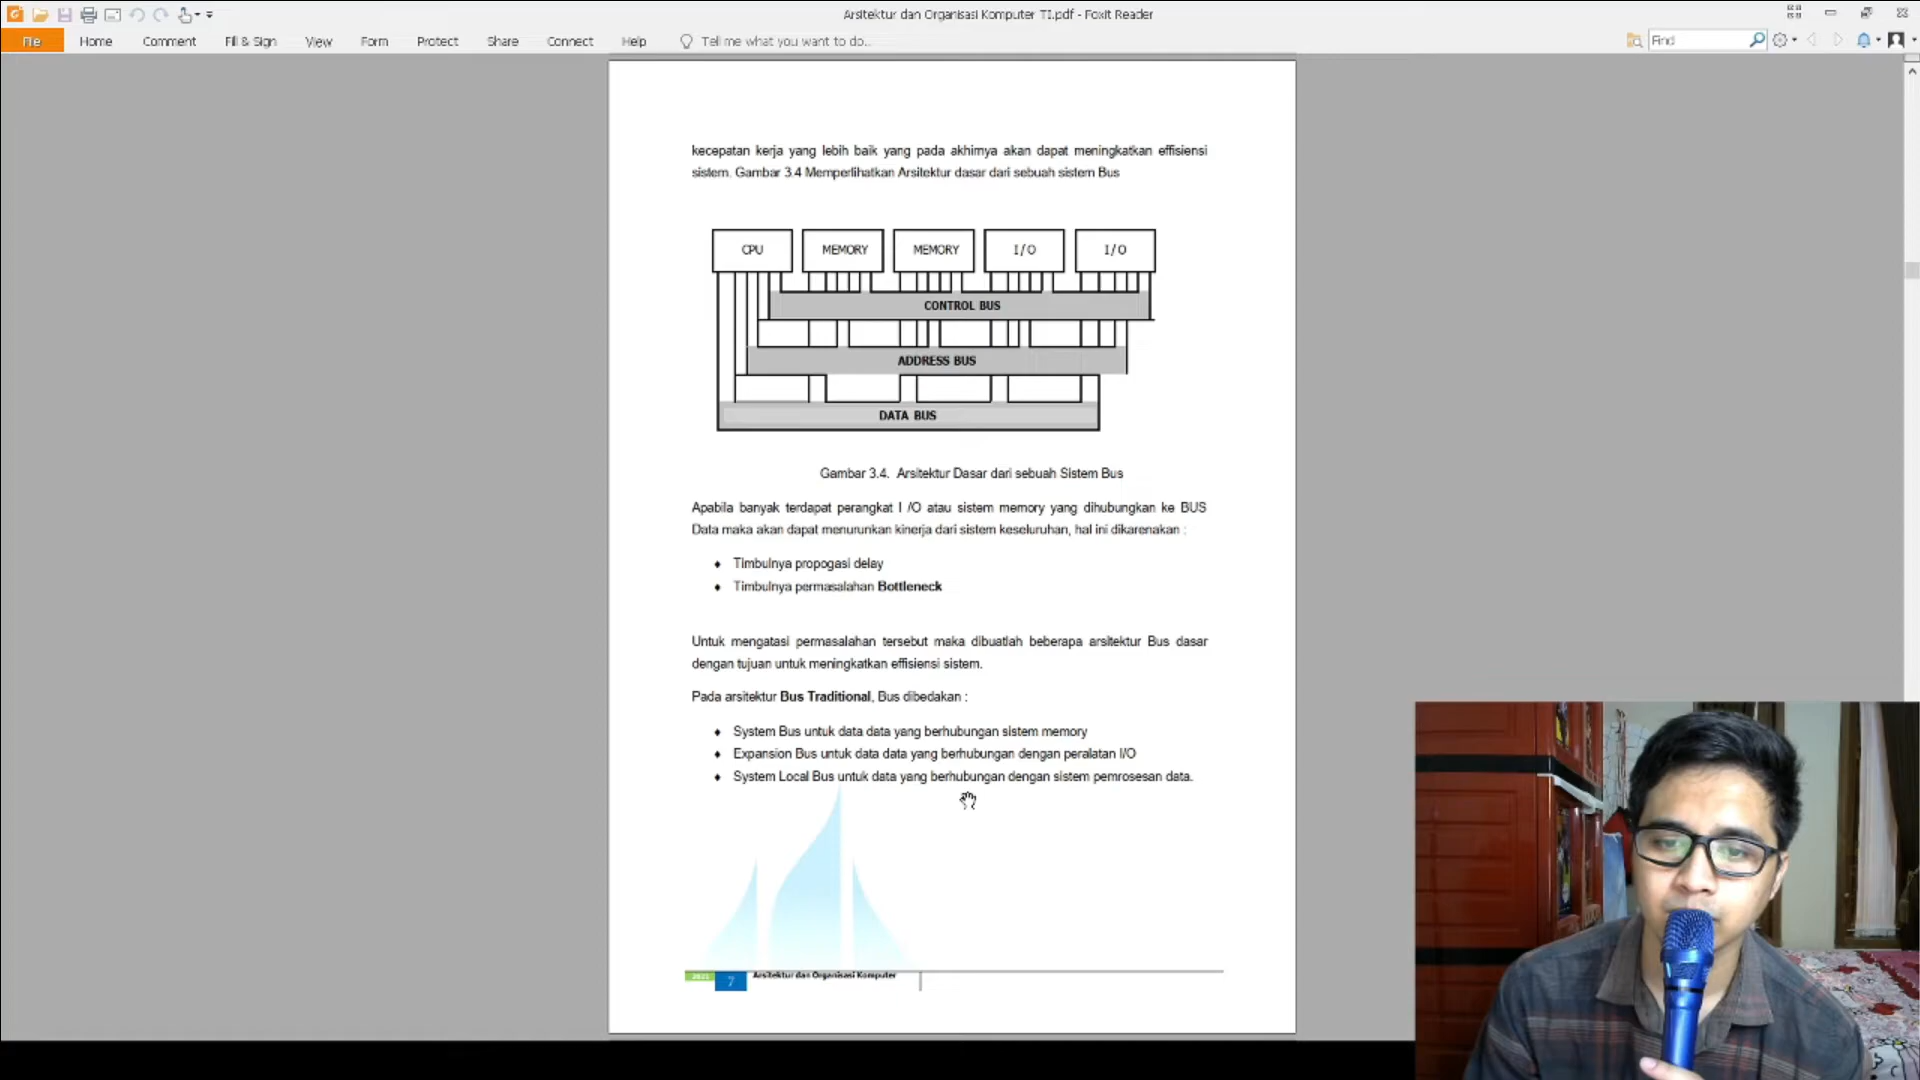 Arsitektur dan Organisasi Komputer TI.pdf - Foxit Reader
File Home Comment Fill & Sign View Form Protect Share Connect Help Tell me what you want to do.. Find
kecepatan kerja yang lebih baik yang pada akhirnya akan dapat meningkatkan effisiensi
sistem. Gambar 3.4 Memperlihatkan Arsitektur dasar dari sebuah sistem Bus
CPU MEMORY MEMORY I/O I/O
CONTROL BUS
ADDRESS BUS
DATA BUS
Gambar 3.4. Arsitektur Dasar dari sebuah Sistem Bus
Apabila banyak terdapat perangkat I /O atau sistem memory yang dihubungkan ke BUS
Data maka akan dapat menurunkan kinerja dari sistem keseluruhan, hal ini dikarenakan :
♦ Timbulnya propogasi delay
♦ Timbulnya permasalahan Bottleneck
Untuk mengatasi permasalahan tersebut maka dibuatlah beberapa arsitektur Bus dasar
dengan tujuan untuk meningkatkan effisiensi sistem.
Pada arsitektur Bus Traditional, Bus dibedakan :
♦ System Bus untuk data data yang berhubungan sistem memory
♦ Expansion Bus untuk data data yang berhubungan dengan peralatan I/O
♦ System Local Bus untuk data yang berhubungan dengan sistem pemrosesan data.
7 Arsitektur dan Organisasi Komputer